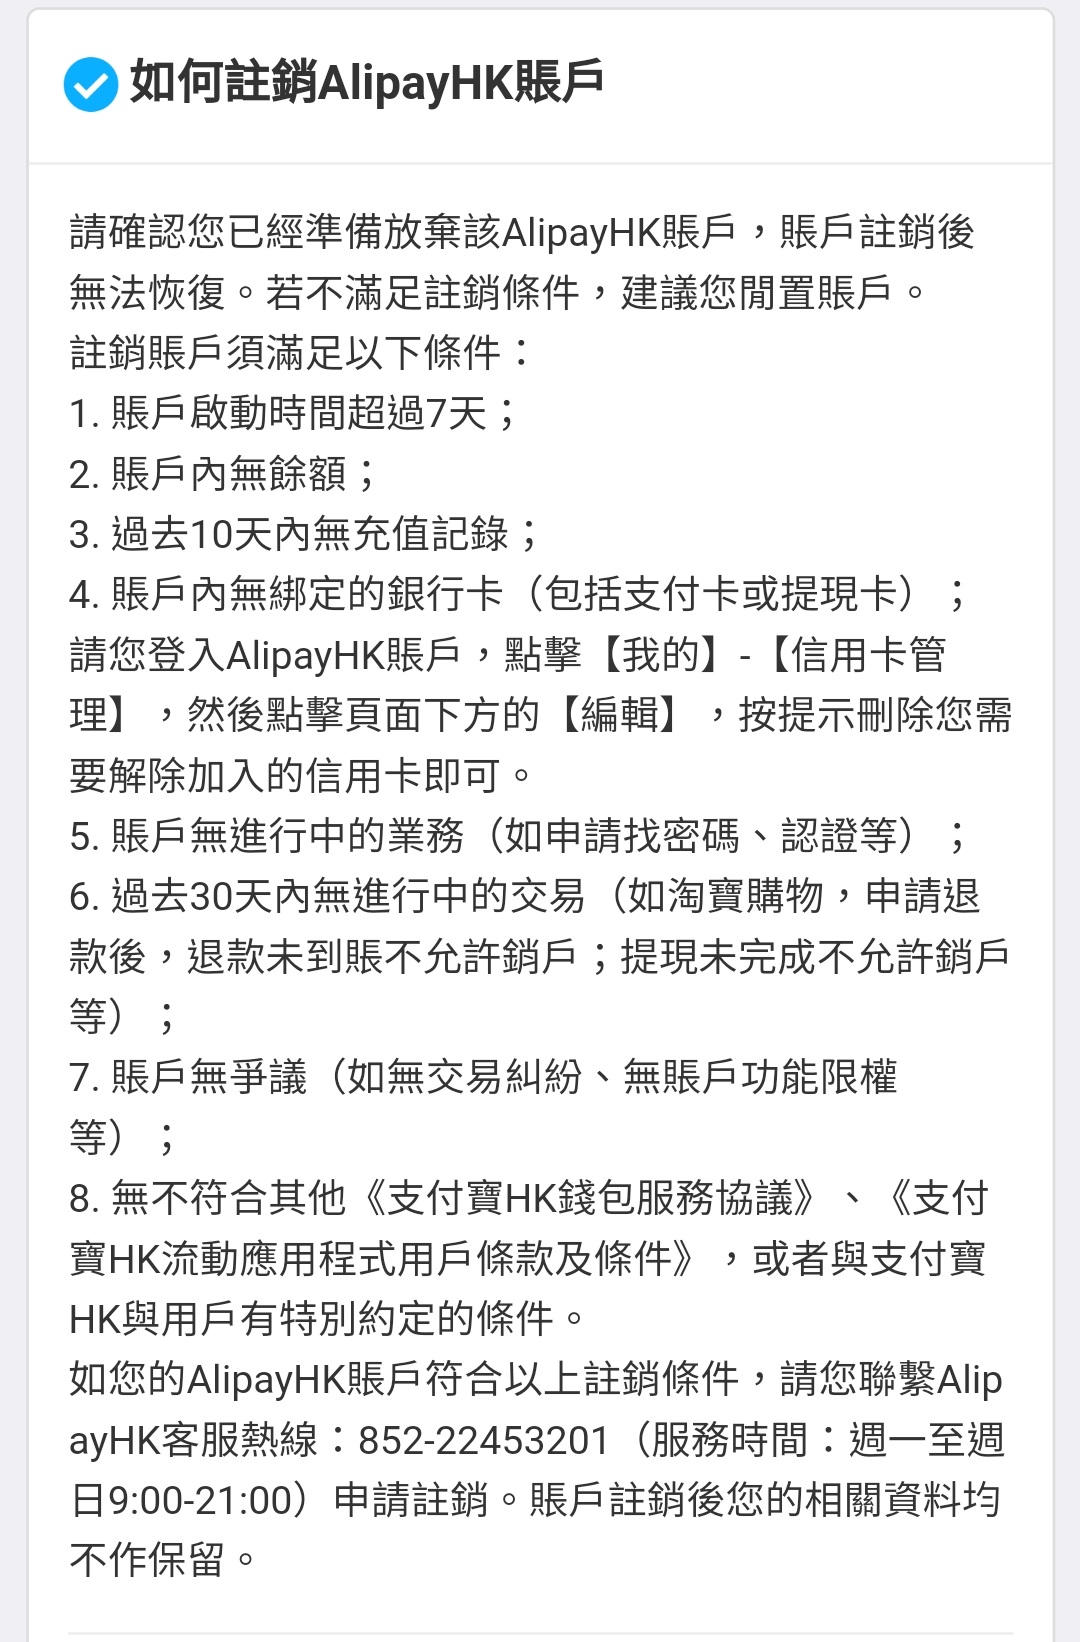 如何註銷AlipayHK賬戶
請確認您已經準備放棄該AlipayHK賬戶，賬戶註銷後
無法恢復。若不滿足註銷條件，建議您閒置賬戶。
註銷賬戶須滿足以下條件：
1. 賬戶啟動時間超過7天；
2. 賬戶內無餘額；
3. 過去10天內無充值記錄；
4. 賬戶內無綁定的銀行卡（包括支付卡或提現卡）；
請您登入AlipayHK賬戶，點擊【我的】-【信用卡管
理】，然後點擊頁面下方的【編輯】，按提示刪除您需
要解除加入的信用卡即可。
5. 賬戶無進行中的業務（如申請找密碼、認證等）；
6. 過去30天內無進行中的交易（如淘寶購物，申請退
款後，退款未到賬不允許銷戶；提現未完成不允許銷戶
等）；
7. 賬戶無爭議（如無交易糾紛、無賬戶功能限權
等）；
8. 無不符合其他《支付寶HK錢包服務協議》、《支付
寶HK流動應用程式用戶條款及條件》，或者與支付寶
HK與用戶有特別約定的條件。
如您的AlipayHK賬戶符合以上註銷條件，請您聯繫Alip
ayHK客服熱線：852-22453201（服務時間：週一至週
日9:00-21:00）申請註銷。賬戶註銷後您的相關資料均
不作保留。